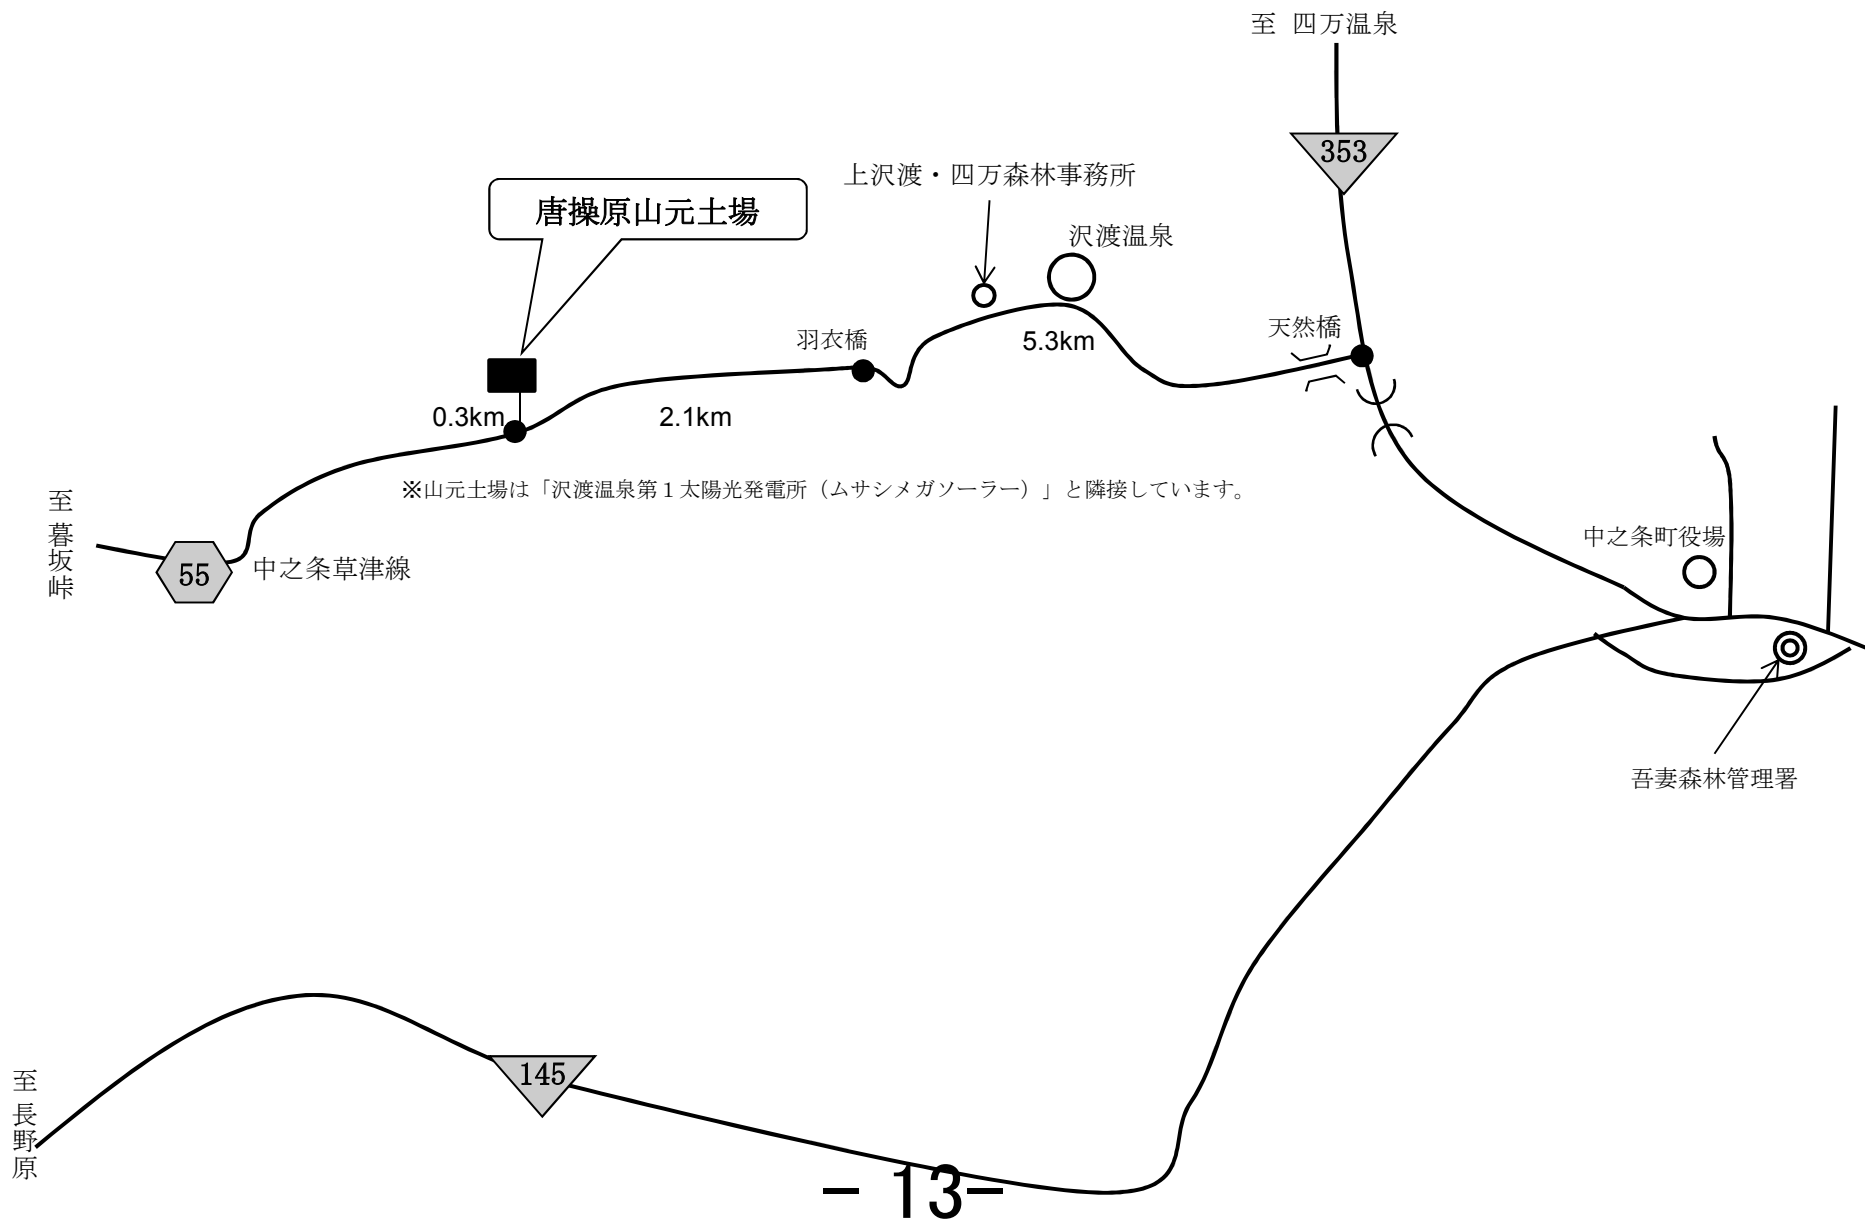 至 四万温泉
353
上沢渡・四万森林事務所
唐操原山元土場
沢渡温泉
天然橋
羽衣橋
5.3km
0.3km
2.1km
※山元土場は「沢渡温泉第1太陽光発電所(ムサシメガソーラー)」と隣接しています。
至 暮坂峠
中之条町役場
55
中之条草津線
吾妻森林管理署
145
至 長野原
- 13-